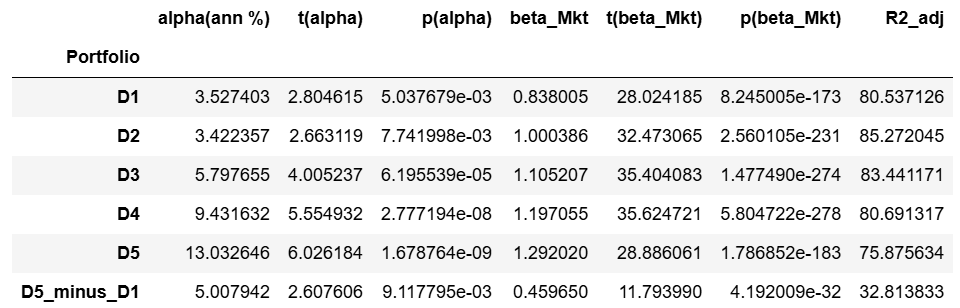 alpha(ann %) t(alpha) p(alpha) beta_Mkt t(beta_Mkt) p(beta_Mkt) R2_adj
Portfolio
D1 3.527403 2.804615 5.037679e-03 0.838005 28.024185 8.245005e-173 80.537126
D2 3.422357 2.663119 7.741998e-03 1.000386 32.473065 2.560105e-231 85.272045
D3 5.797655 4.005237 6.195539e-05 1.105207 35.404083 1.477490e-274 83.441171
D4 9.431632 5.554932 2.777194e-08 1.197055 35.624721 5.804722e-278 80.691317
D5 13.032646 6.026184 1.678764e-09 1.292020 28.886061 1.786852e-183 75.875634
D5_minus_D1 5.007942 2.607606 9.117795e-03 0.459650 11.793990 4.192009e-32 32.813833